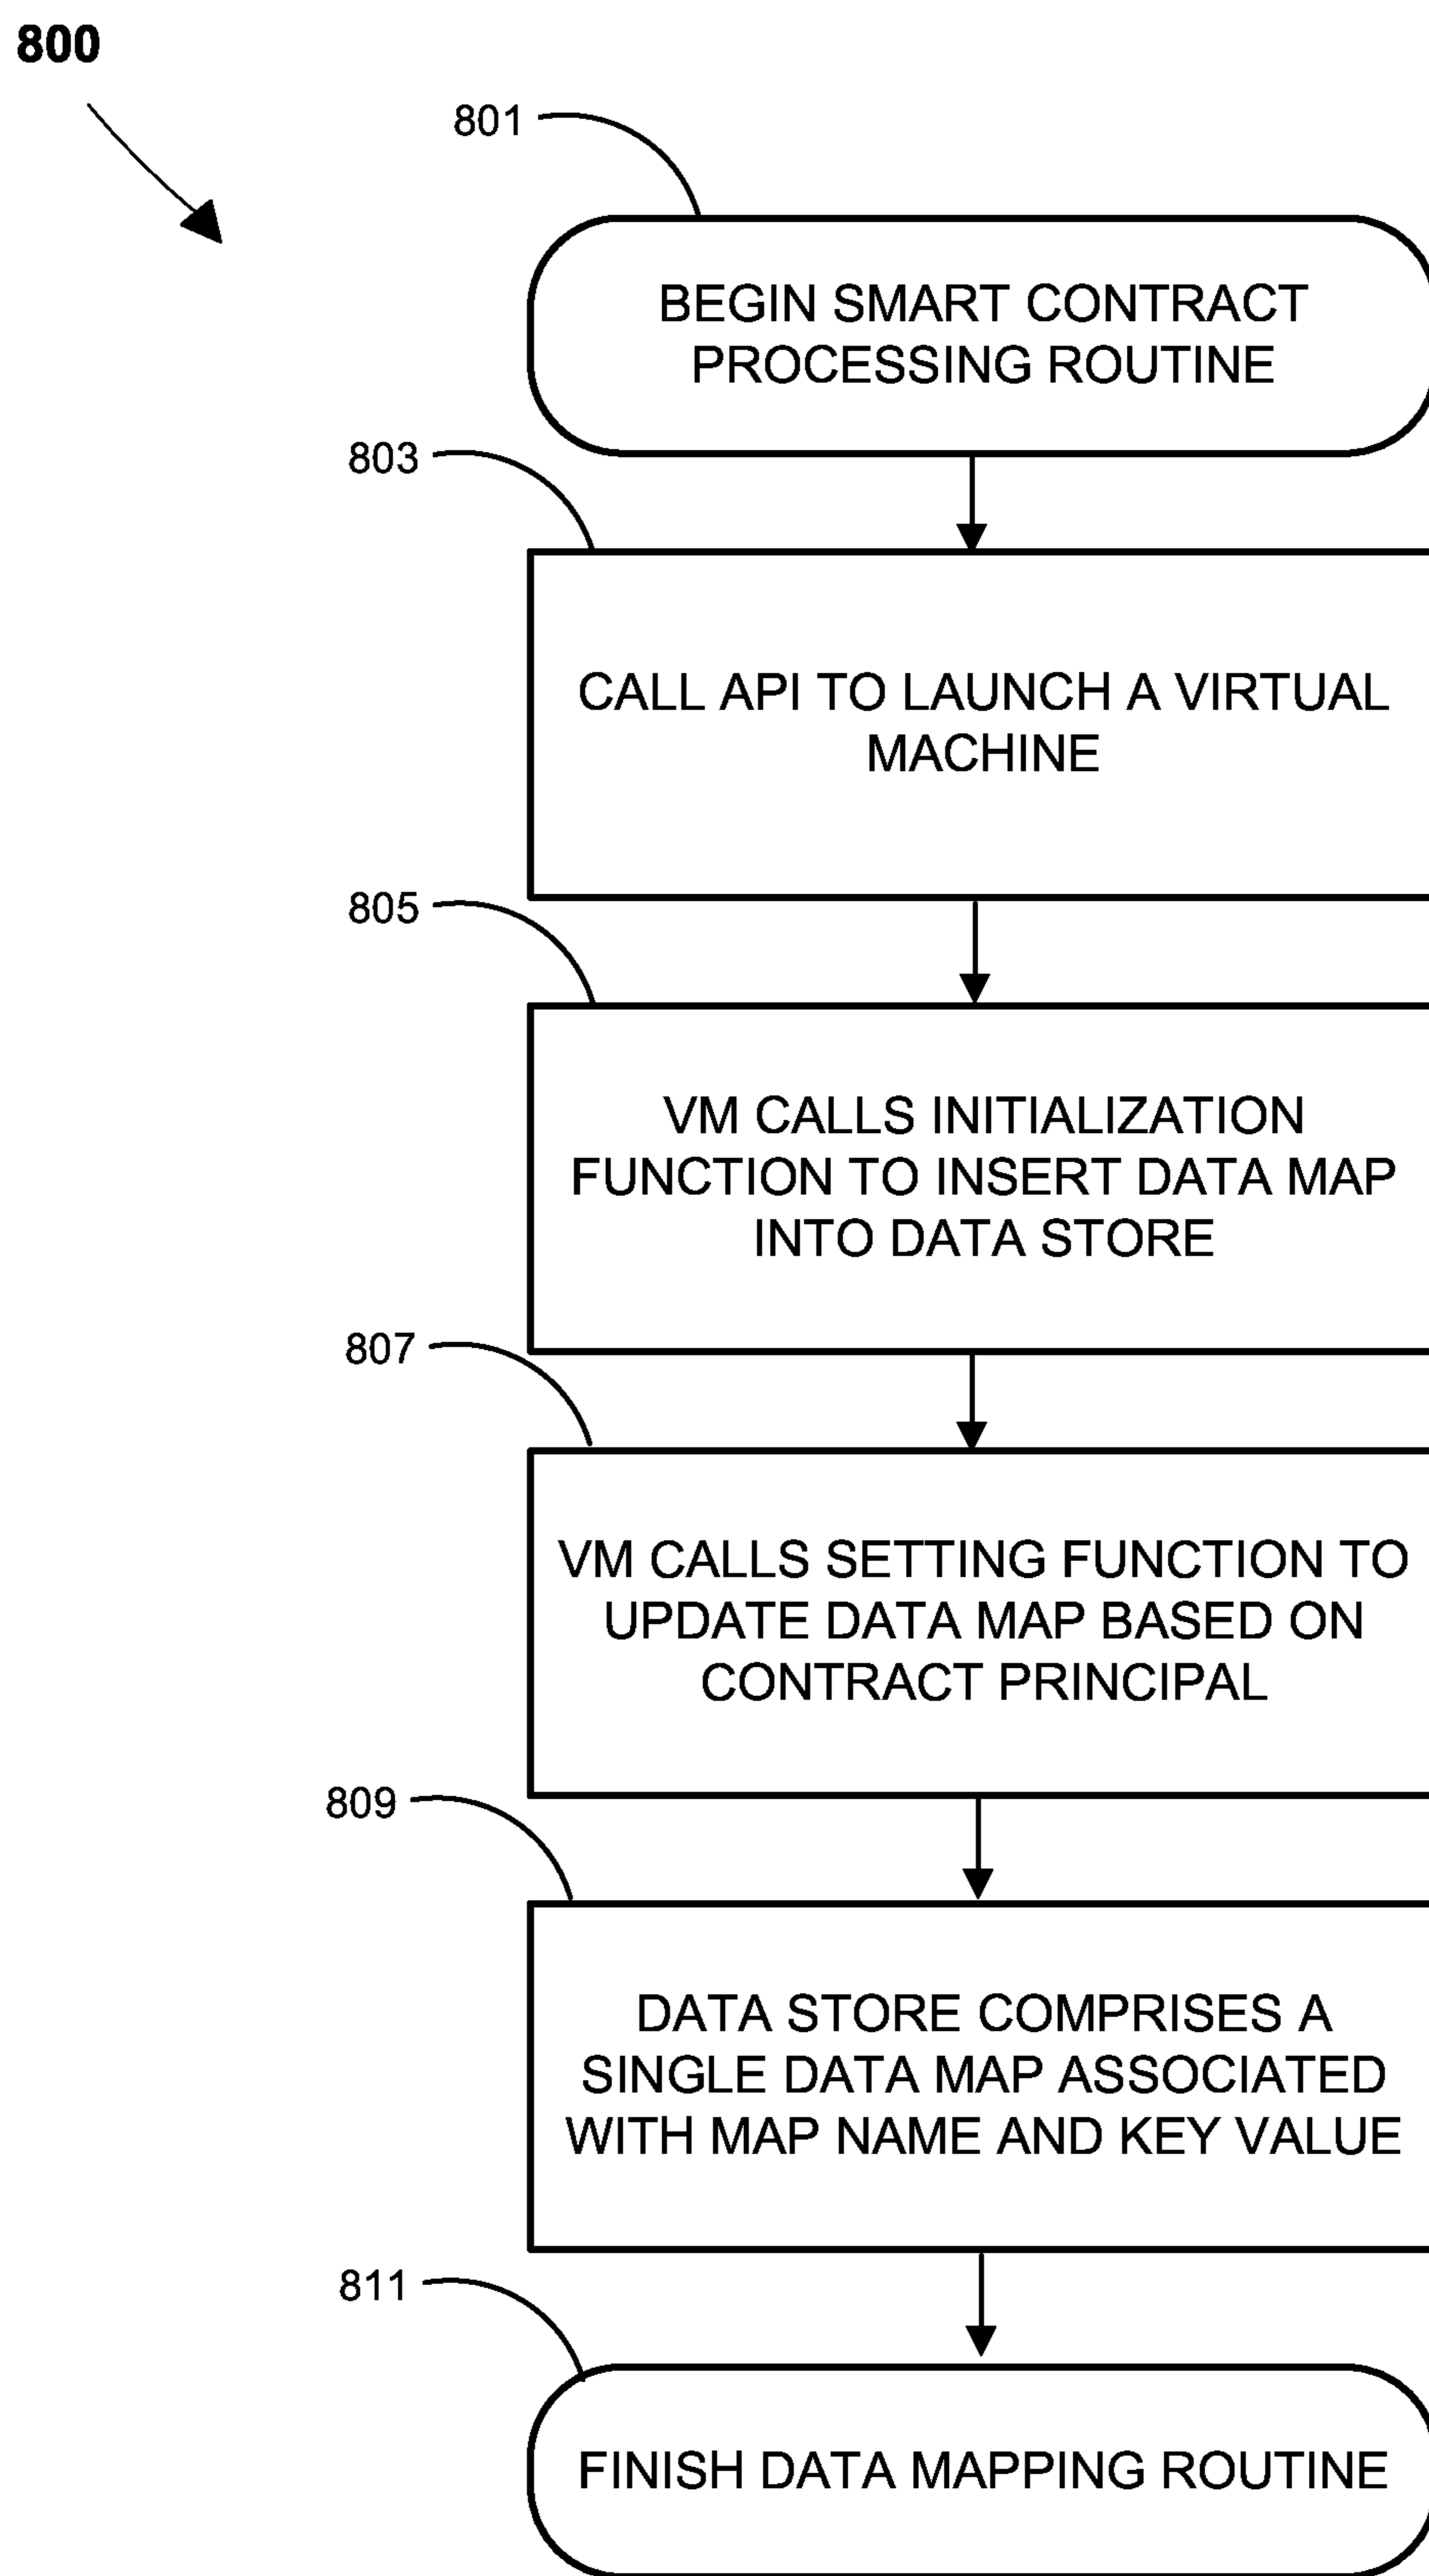 800
801
BEGIN SMART CONTRACT
PROCESSING ROUTINE
803
CALL API TO LAUNCH A VIRTUAL
MACHINE
805
VM CALLS INITIALIZATION
FUNCTION TO INSERT DATA MAP
INTO DATA STORE
807
VM CALLS SETTING FUNCTION TO
UPDATE DATA MAP BASED ON
CONTRACT PRINCIPAL
809
DATA STORE COMPRISES A
SINGLE DATA MAP ASSOCIATED
WITH MAP NAME AND KEY VALUE
811
FINISH DATA MAPPING ROUTINE